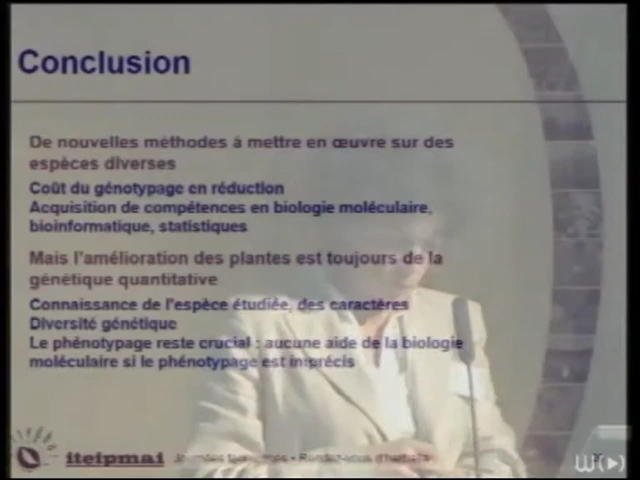 Conclusion
De nouvelles méthodes à mettre en œuvre sur des
espèces diverses
Coût du génotypage en réduction
Acquisition de compétences en biologie moléculaire,
bioinformatique, statistiques
Mais l'amélioration des plantes est toujours de la
génétique quantitative
Connaissance de l'espèce étudiée, des caractères
Diversité génétique
Le phénotypage reste crucial : aucune aide de la biologie
moléculaire si le phénotypage est imprécis
iteipmai